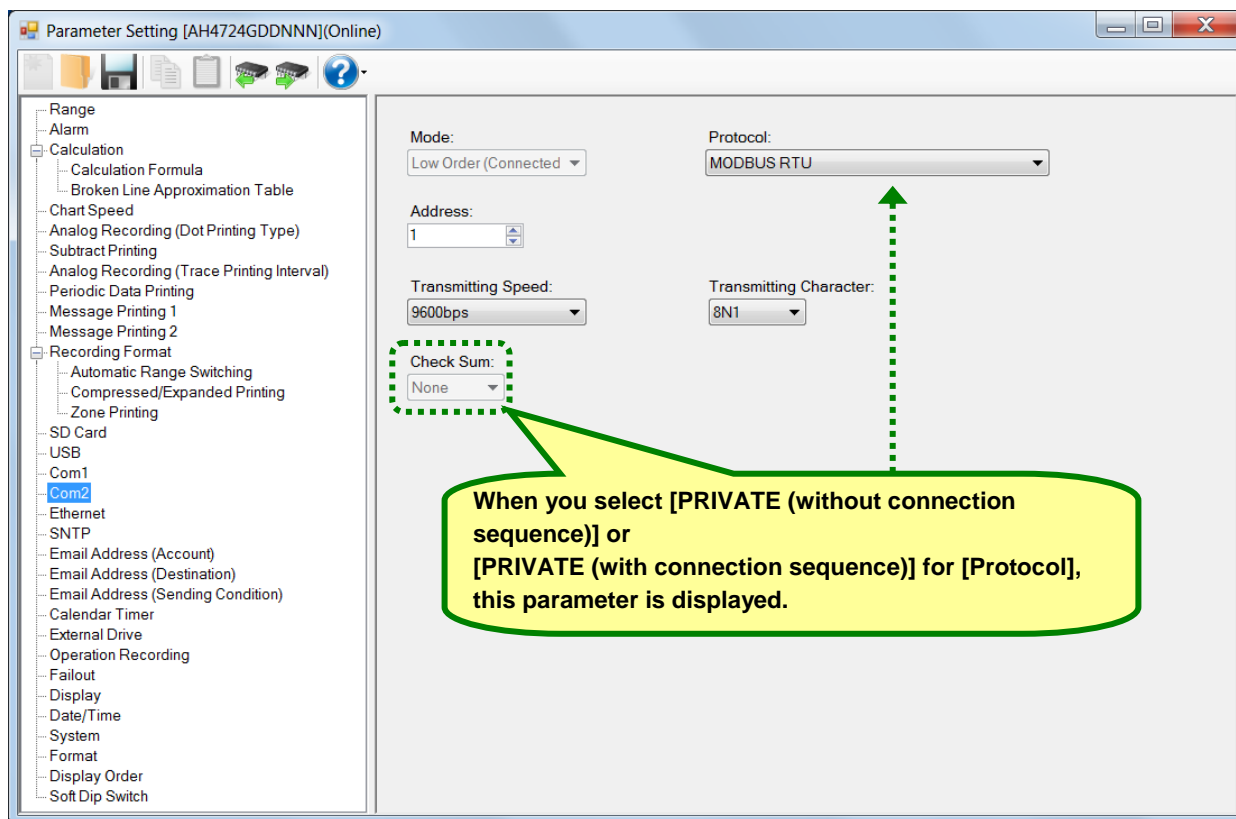 Parameter Setting [AH4724GDDNNN](Online)
Range
Alarm
Calculation
Calculation Formula
Broken Line Approximation Table
Chart Speed
Analog Recording (Dot Printing Type)
Subtract Printing
Analog Recording (Trace Printing Interval)
Periodic Data Printing
Message Printing 1
Message Printing 2
Recording Format
Automatic Range Switching
Compressed/Expanded Printing
Zone Printing
SD Card
USB
Com1
Com2
Ethernet
SNTP
Email Address (Account)
Email Address (Destination)
Email Address (Sending Condition)
Calendar Timer
External Drive
Operation Recording
Failout
Display
Date/Time
System
Format
Display Order
Soft Dip Switch
Mode:
Low Order (Connected
Protocol:
MODBUS RTU
Address:
1
Transmitting Speed:
9600bps
Transmitting Character:
8N1
Check Sum:
None
When you select [PRIVATE (without connection
sequence)] or
[PRIVATE (with connection sequence)] for [Protocol],
this parameter is displayed.